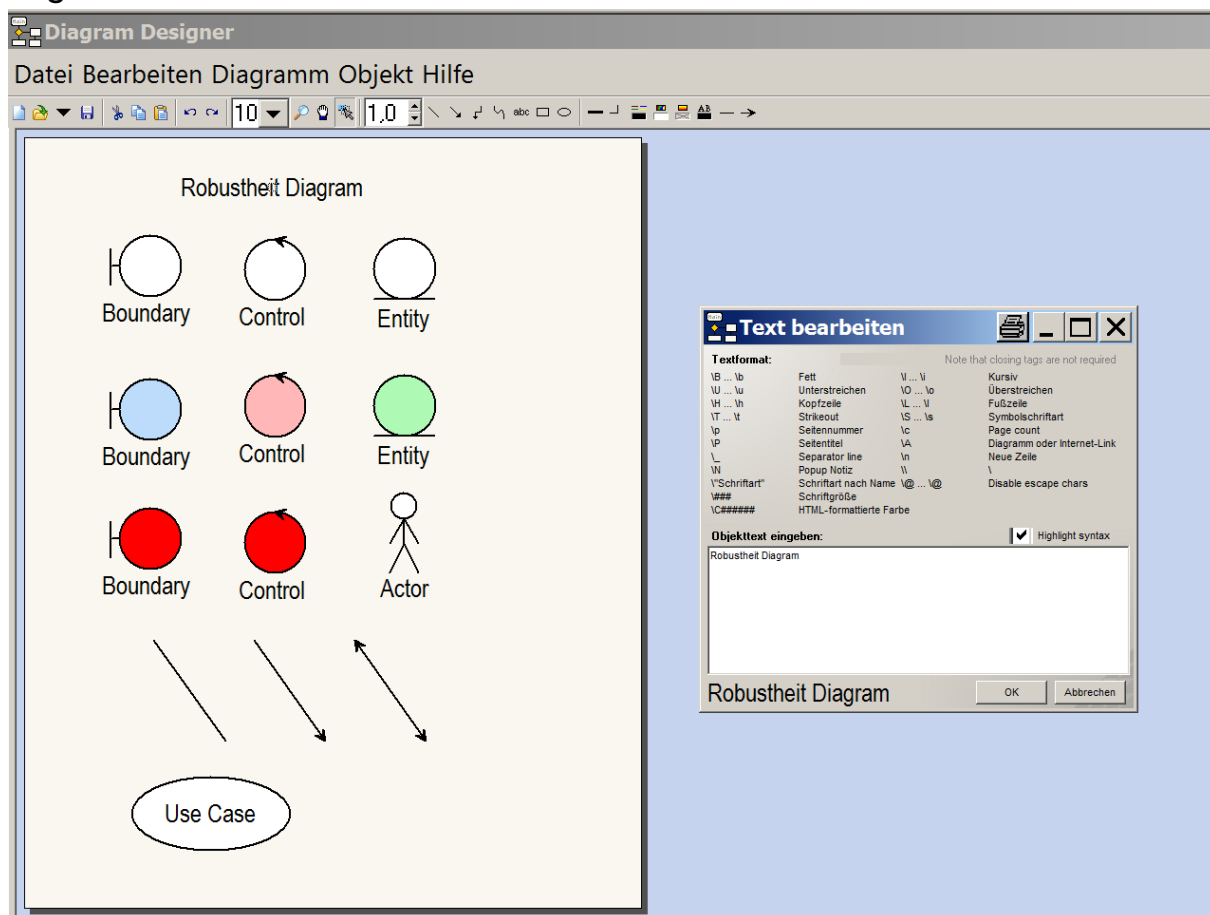 Diagram Designer
Datei Bearbeiten Diagramm Objekt Hilfe
10 1,0 abc
Robustheit Diagram
Boundary Control Entity
Boundary Control Entity
Boundary Control Actor
Use Case
Text bearbeiten
Textformat: Note that closing tags are not required
\B ... \b Fett \I ... \i Kursiv
\U ... \u Unterstreichen \O ... \o Überstreichen
\H ... \h Kopfzeile \L ... \l Fußzeile
\T ... \t Strikeout \S ... \s Symbolschriftart
\p Seitennummer \c Page count
\P Seitentitel \A Diagramm oder Internet-Link
\_ Separator line \n Neue Zeile
\N Popup Notiz \\ \
\"Schriftart" Schriftart nach Name \@ ... \@ Disable escape chars
\### Schriftgröße
\C###### HTML-formattierte Farbe
Objekttext eingeben: Highlight syntax
Robustheit Diagram
Robustheit Diagram OK Abbrechen